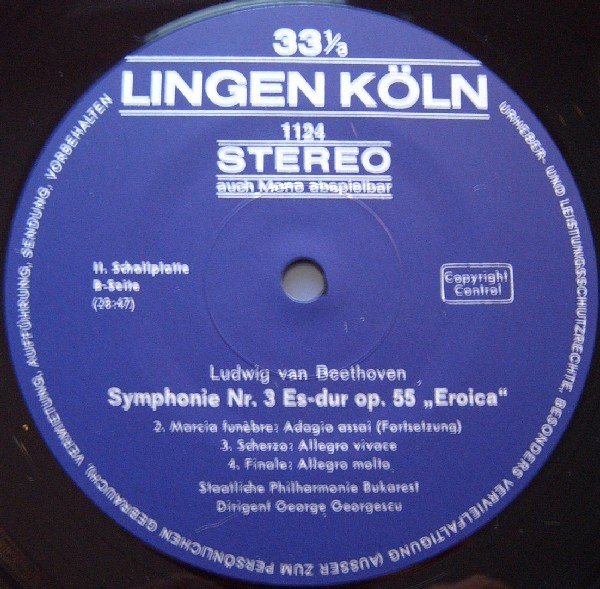 33⅓
LINGEN KÖLN
1124
STEREO
auch Mono abspielbar
11. Schallplatte
B-Seite
(28:47)
Copyright
Control
Ludwig van Beethoven
Symphonie Nr. 3 Es-dur op. 55 „Eroica"
2. Marcia funèbre: Adagio assai (Fortsetzung)
3. Scherzo: Allegro vivace
4. Finale: Allegro molto
Staatliche Philharmonie Bukarest
Dirigent George Georgescu
URHEBER- UND LEISTUNGSSCHUTZRECHTE, BESONDERS VERVIELFÄLTIGUNG (AUSSER ZUM PERSÖNLICHEN GEBRAUCH), VERMIETUNG, AUFFÜHRUNG, SENDUNG, VORBEHALTEN